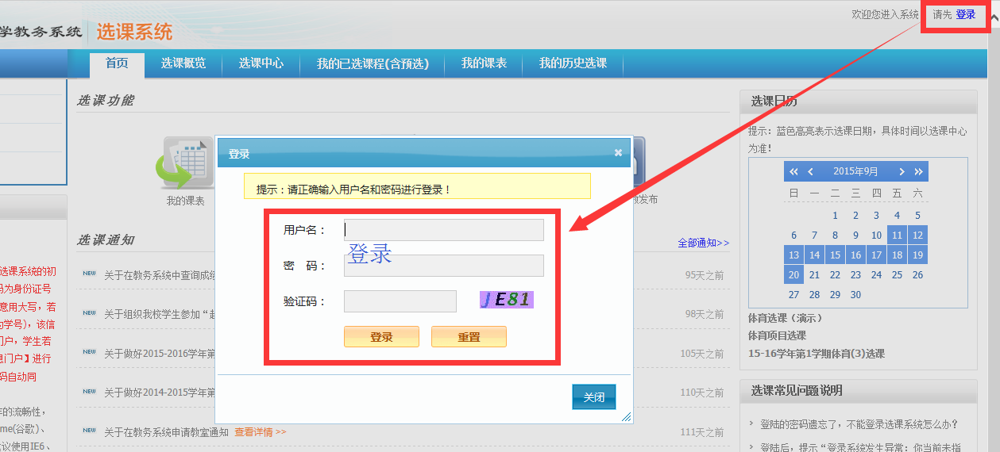 欢迎您进入系统 请先 登录
学教务系统 选课系统
首页 选课概览 选课中心 我的已选课程(含预选) 我的课表 我的历史选课
选课功能
我的课表
发布
选课通知
全部通知>>
NEW 关于在教务系统中查询成绩 95天之前
NEW 关于组织我校学生参加“ 98天之前
NEW 关于做好2015-2016学年第 105天之前
NEW 关于做好2014-2015学年第 110天之前
NEW 关于在教务系统申请教室通知 查看详情 >> 111天之前
选课系统的初
码为身份证号
意用大写，若
为学号)，该信
门户，学生若
息门户】进行
码自动同
的流畅性，
me(谷歌)、
议使用IE6、
登录 ×
提示：请正确输入用户名和密码进行登录！
用户名：
登录
密 码：
验证码： JE81
登录 重置
关闭
选课日历
提示：蓝色高亮表示选课日期，具体时间以选课中心
为准！
« ‹ 2015年9月 › »
日 一 二 三 四 五 六
1 2 3 4 5
6 7 8 9 10 11 12
13 14 15 16 17 18 19
20 21 22 23 24 25 26
27 28 29 30
体育选课（演示）
体育项目选课
15-16学年第1学期体育(3)选课
选课常见问题说明
› 登陆的密码遗忘了，不能登录选课系统怎么办？
› 登陆后，提示“登录系统发生异常：你当前未指